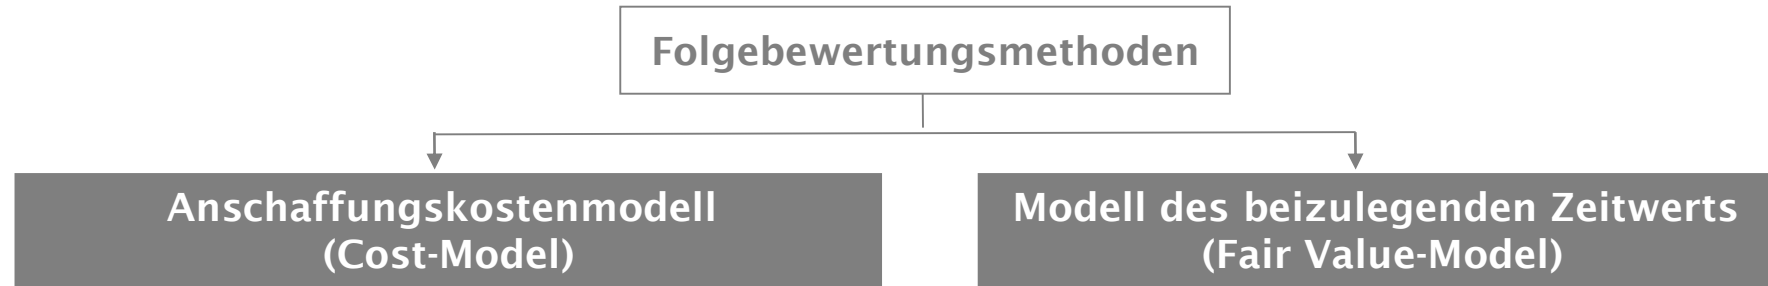 Folgebewertungsmethoden
Anschaffungskostenmodell
(Cost-Model)
Modell des beizulegenden Zeitwerts
(Fair Value-Model)